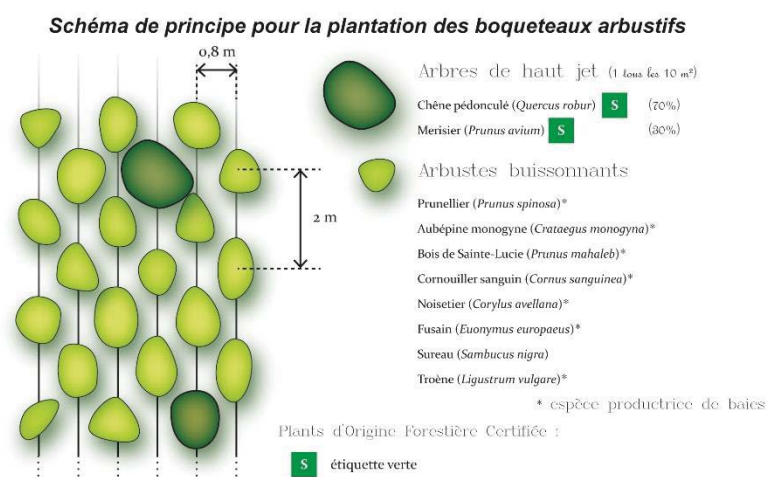 Schéma de principe pour la plantation des boqueteaux arbustifs
0,8 m
2 m
Arbres de haut jet (1 tous les 10 m²)
Chêne pédonculé (Quercus robur) S (70%)
Merisier (Prunus avium) S (30%)
Arbustes buissonnants
Prunellier (Prunus spinosa)*
Aubépine monogyne (Crataegus monogyna)*
Bois de Sainte-Lucie (Prunus mahaleb)*
Cornouiller sanguin (Cornus sanguinea)*
Noisetier (Corylus avellana)*
Fusain (Euonymus europaeus)*
Sureau (Sambucus nigra)
Troène (Ligustrum vulgare)*
* espèce productrice de baies
Plants d'Origine Forestière Certifiée :
S étiquette verte